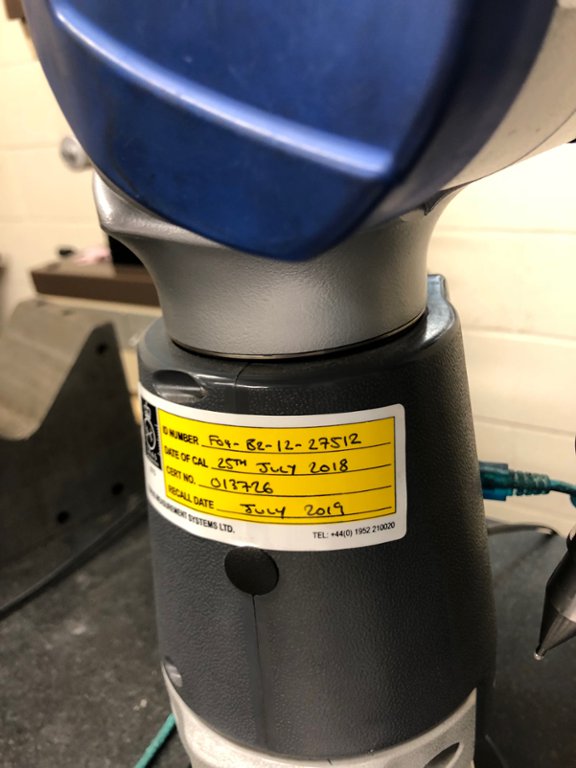 ID NUMBER F04-B2-12-27512
DATE OF CAL 25TH JULY 2018
CERT NO. 013726
RECALL DATE JULY 2019
MEASUREMENT SYSTEMS LTD.
TEL: +44(0) 1952 210020